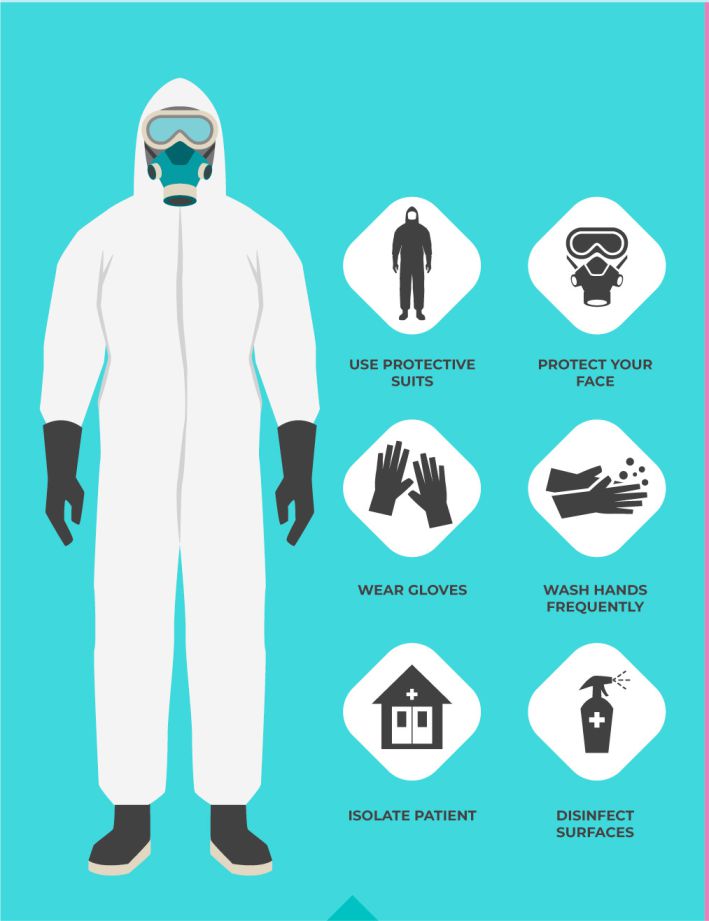 USE PROTECTIVE
SUITS
PROTECT YOUR
FACE
WEAR GLOVES
WASH HANDS
FREQUENTLY
ISOLATE PATIENT
DISINFECT
SURFACES